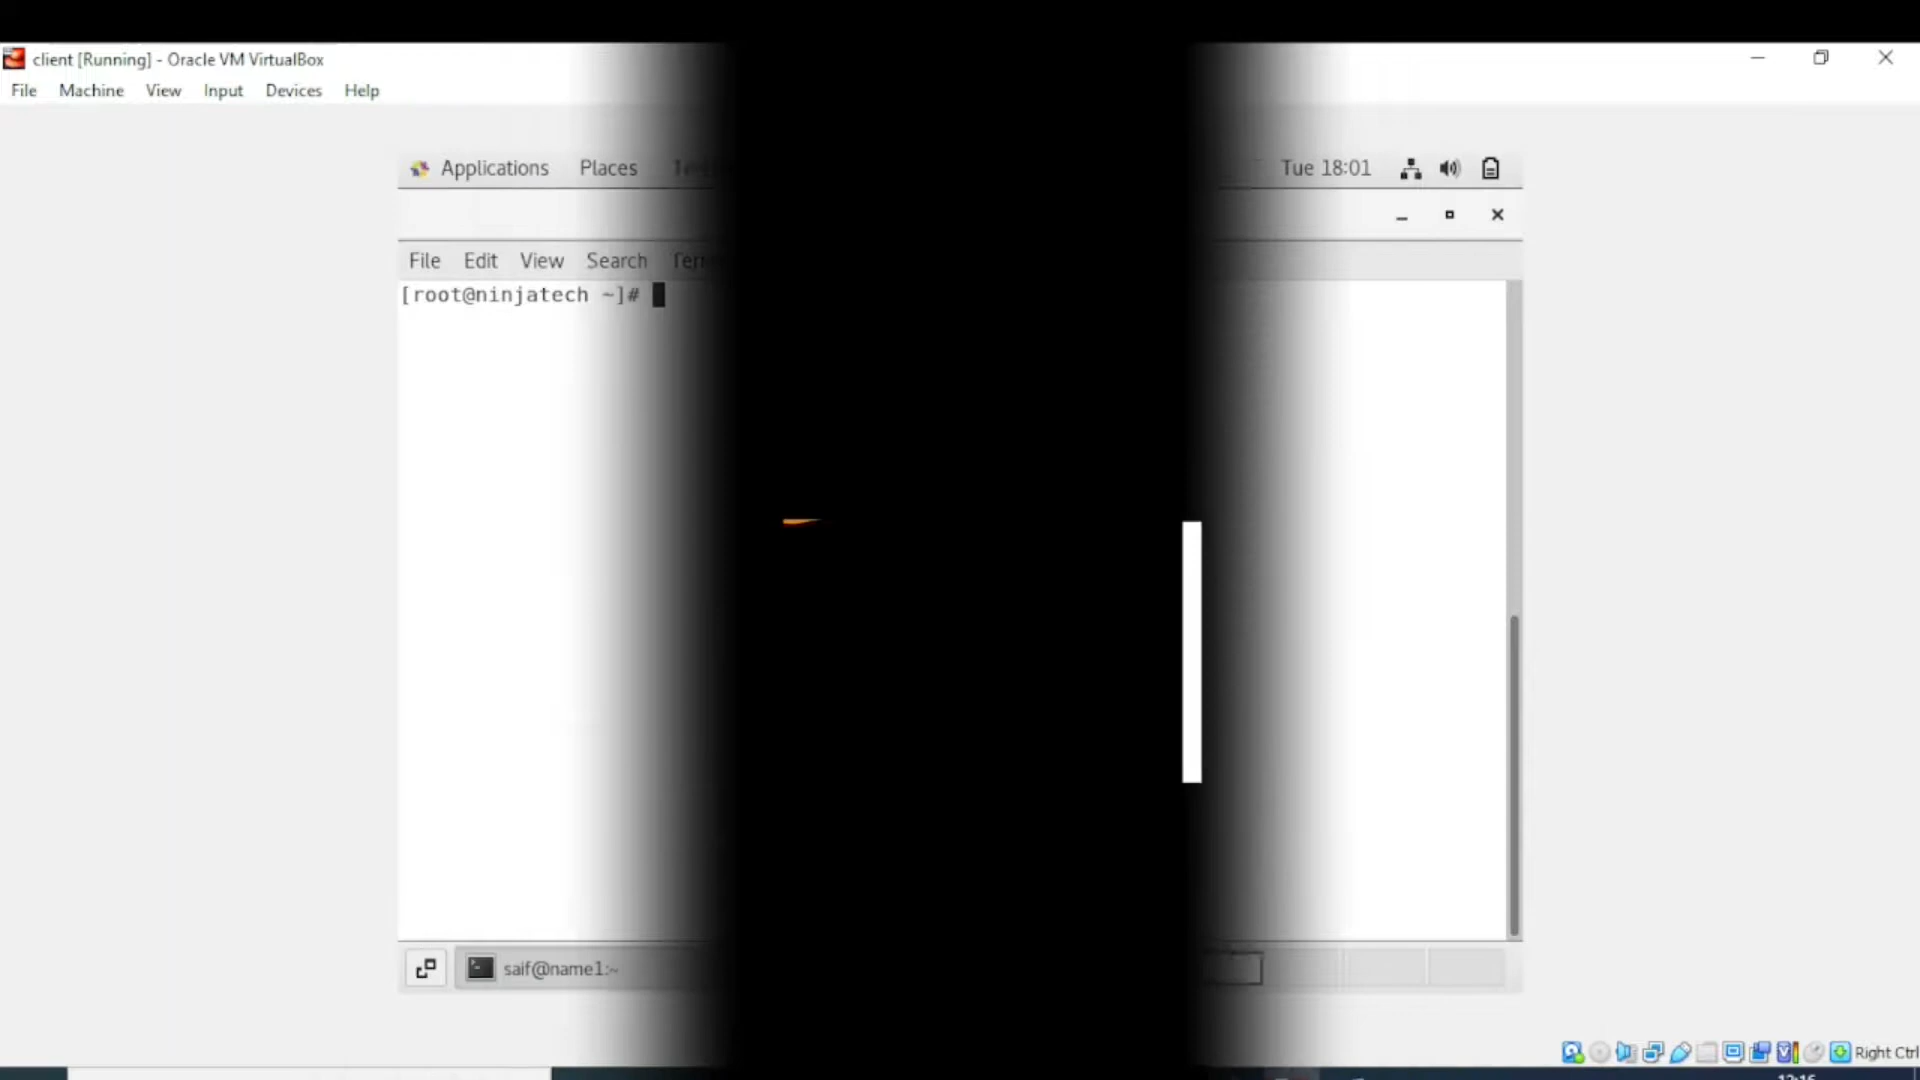 client [Running] - Oracle VM VirtualBox
File Machine View Input Devices Help
Applications Places
Tue 18:01
File Edit View Search
[root@ninjatech ~]#
saif@name1:~
Right Ctrl